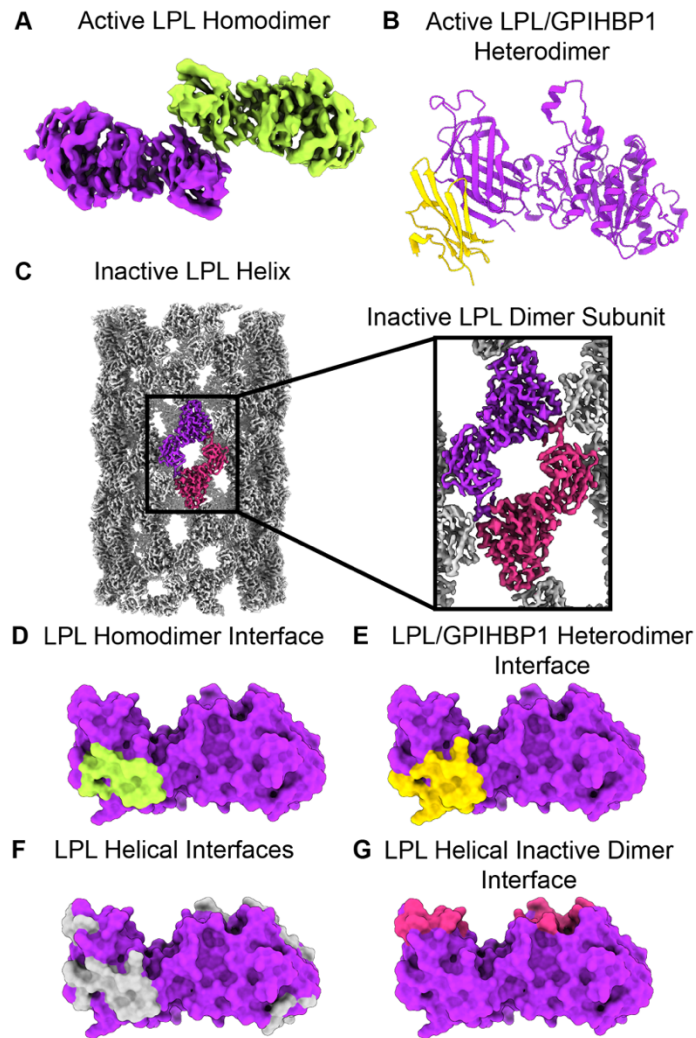 A Active LPL Homodimer
B Active LPL/GPIHBP1
Heterodimer
C Inactive LPL Helix
Inactive LPL Dimer Subunit
D LPL Homodimer Interface
E LPL/GPIHBP1 Heterodimer
Interface
F LPL Helical Interfaces
G LPL Helical Inactive Dimer
Interface